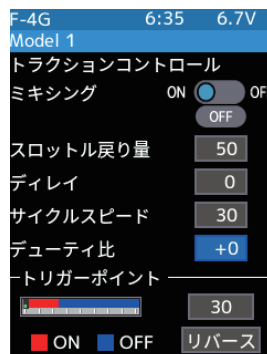 F-4G 6:35 6.7V
Model 1
トラクションコントロール
ミキシング ON OF
OFF
スロットル戻り量 50
ディレイ 0
サイクルスピード 30
デューティ比 +0
トリガーポイント
30
ON OFF リバース